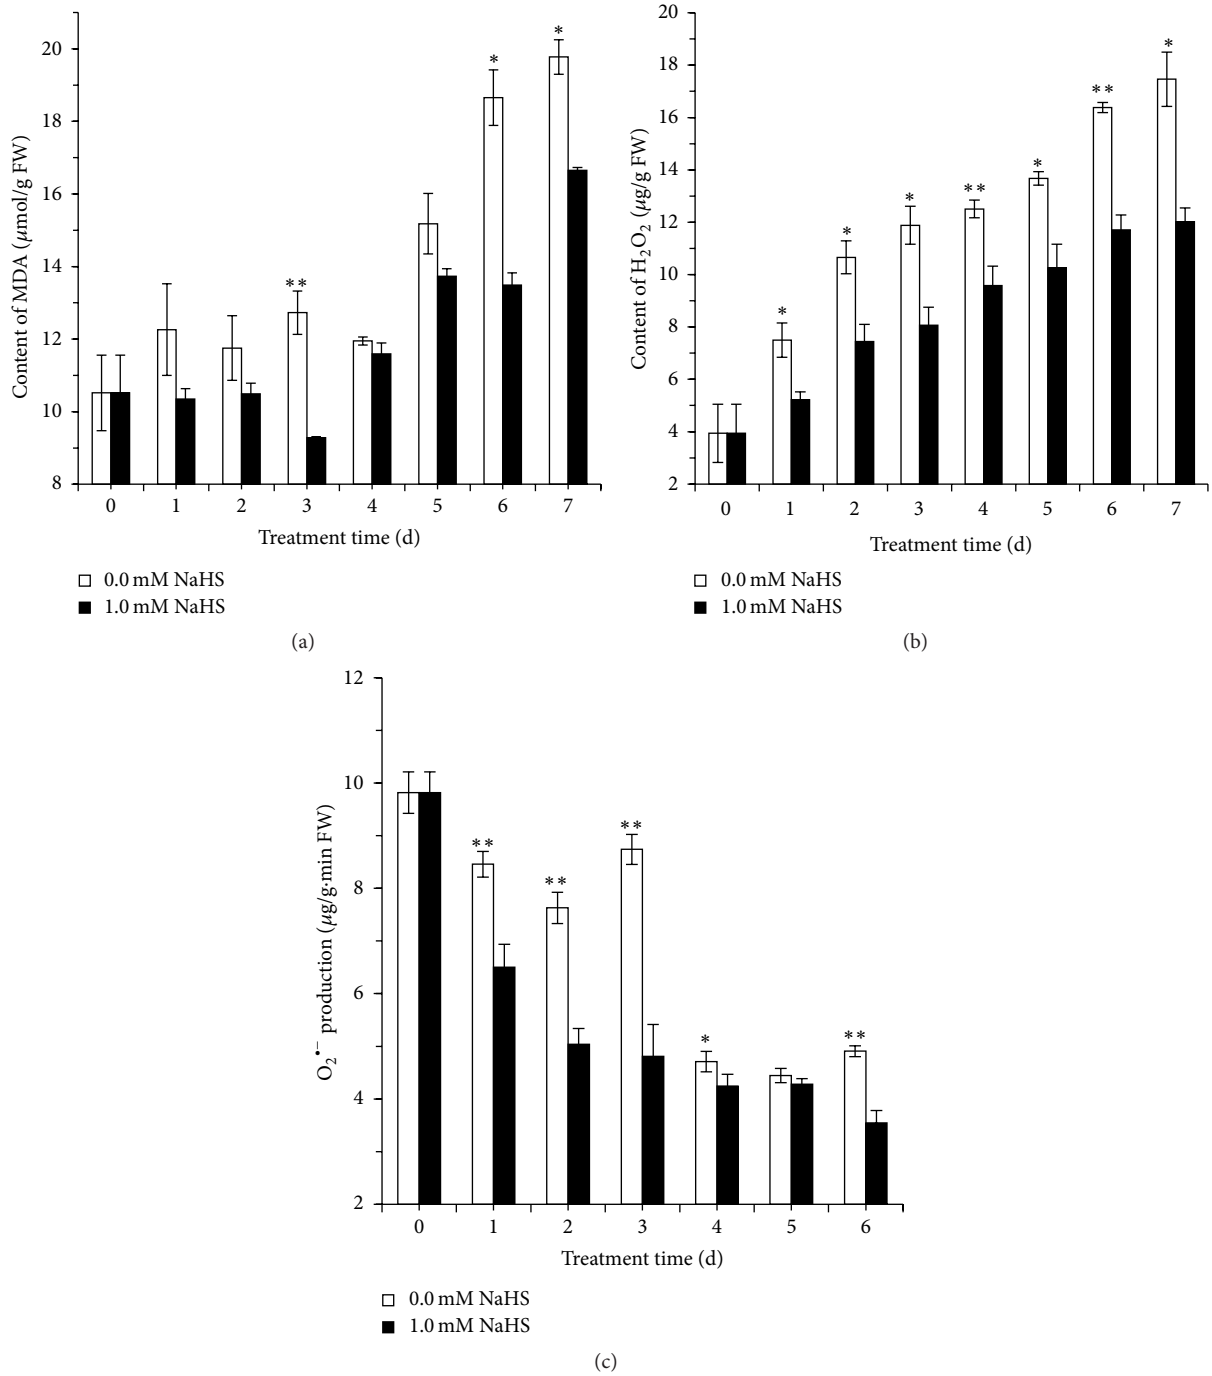 Content of MDA (μmol/g FW)
20
18
16
14
12
10
8
**
*
*
0 1 2 3 4 5 6 7
Treatment time (d)
0.0 mM NaHS
1.0 mM NaHS
(a)
Content of H₂O₂ (μg/g FW)
20
18
16
14
12
10
8
6
4
2
*
*
*
**
*
**
*
0 1 2 3 4 5 6 7
Treatment time (d)
0.0 mM NaHS
1.0 mM NaHS
(b)
O₂•− production (μg/g·min FW)
12
10
8
6
4
2
**
**
**
*
**
0 1 2 3 4 5 6
Treatment time (d)
0.0 mM NaHS
1.0 mM NaHS
(c)